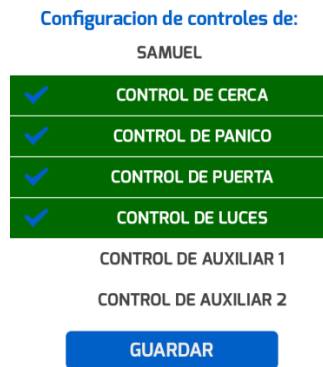 Configuracion de controles de:
SAMUEL
CONTROL DE CERCA
CONTROL DE PANICO
CONTROL DE PUERTA
CONTROL DE LUCES
CONTROL DE AUXILIAR 1
CONTROL DE AUXILIAR 2
GUARDAR